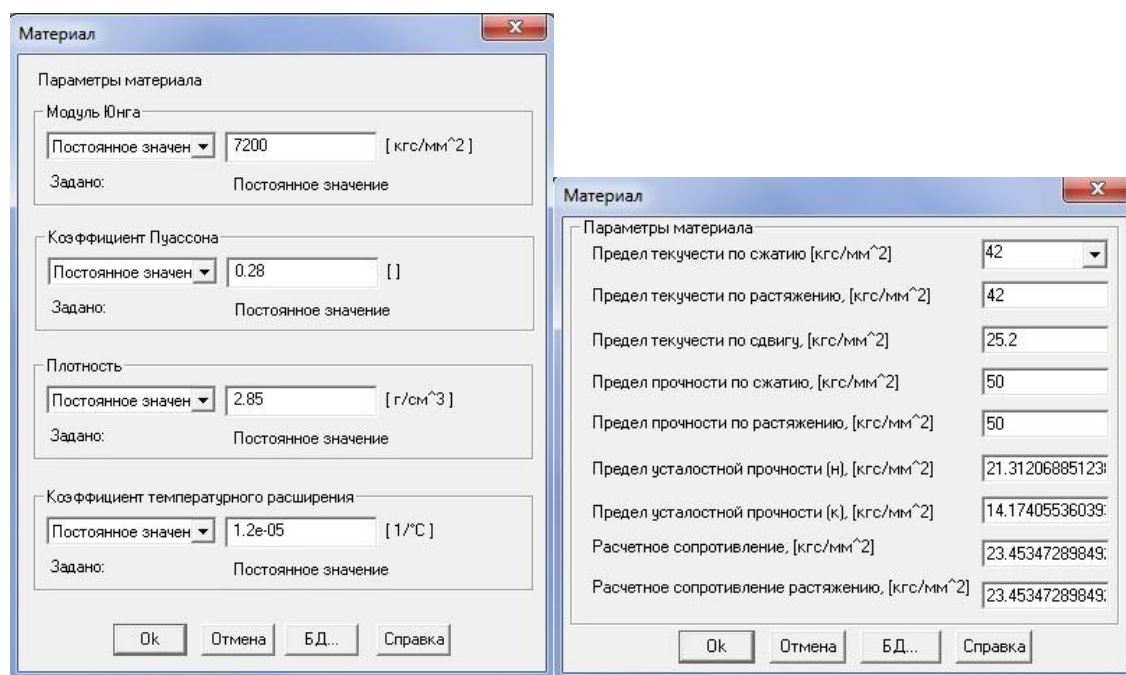 Материал
Параметры материала
Модуль Юнга
Постоянное значен 7200 [ кгс/мм^2 ]
Задано: Постоянное значение
Коэффициент Пуассона
Постоянное значен 0.28 [ ]
Задано: Постоянное значение
Плотность
Постоянное значен 2.85 [ г/см^3 ]
Задано: Постоянное значение
Коэффициент температурного расширения
Постоянное значен 1.2e-05 [ 1/°C ]
Задано: Постоянное значение
Ok Отмена БД... Справка
Материал
Параметры материала
Предел текучести по сжатию [кгс/мм^2] 42
Предел текучести по растяжению, [кгс/мм^2] 42
Предел текучести по сдвигу, [кгс/мм^2] 25.2
Предел прочности по сжатию, [кгс/мм^2] 50
Предел прочности по растяжению, [кгс/мм^2] 50
Предел усталостной прочности (н), [кгс/мм^2] 21.312068851238
Предел усталостной прочности (к), [кгс/мм^2] 14.174055360393
Расчетное сопротивление, [кгс/мм^2] 23.453472898492
Расчетное сопротивление растяжению, [кгс/мм^2] 23.453472898492
Ok Отмена БД... Справка